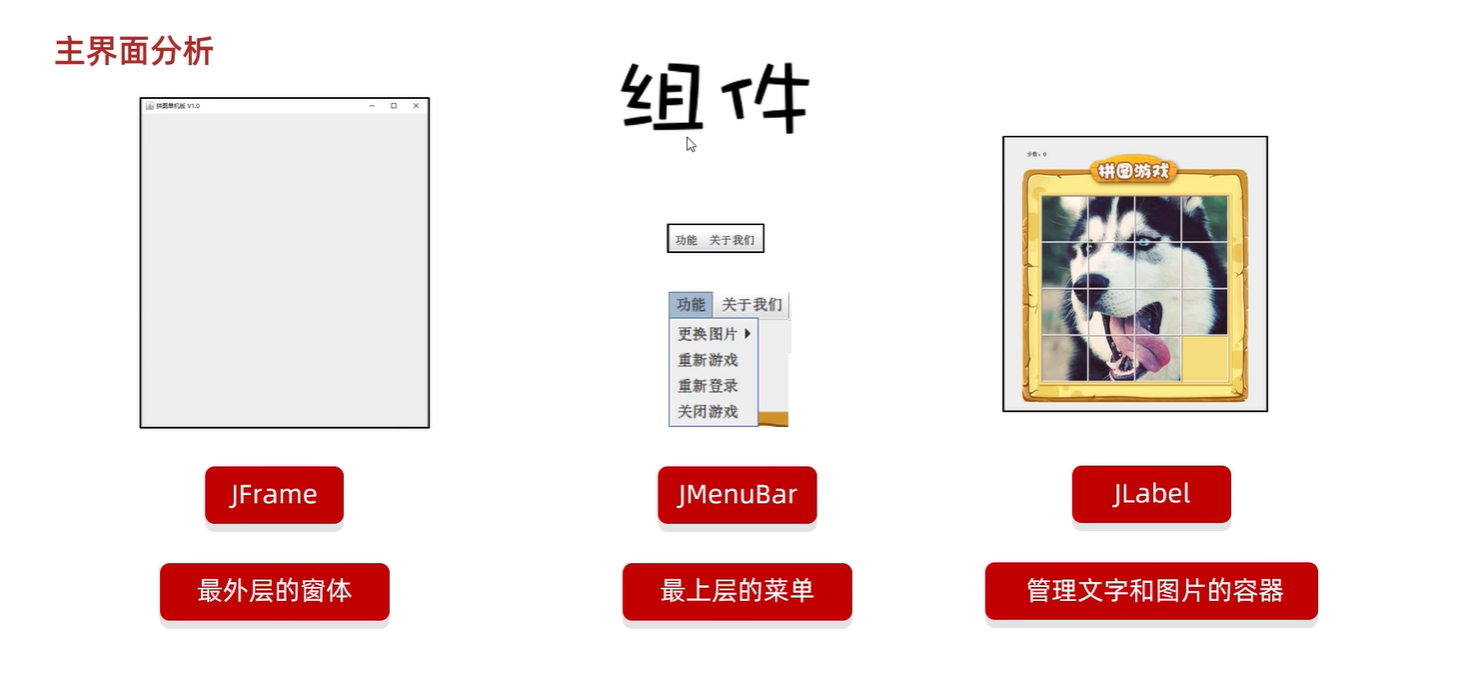 主界面分析
组件
拼图单机版 V1.0
步数：0
拼图游戏
功能 关于我们
功能 关于我们
更换图片
重新游戏
重新登录
关闭游戏
JFrame
JMenuBar
JLabel
最外层的窗体
最上层的菜单
管理文字和图片的容器